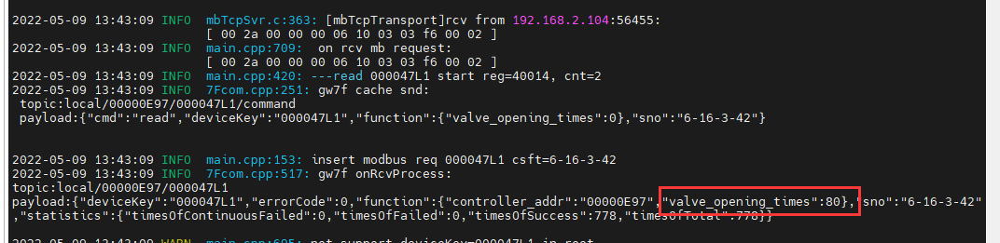 2022-05-09 13:43:09 INFO mbTcpSvr.c:363: [mbTcpTransport]rcv from 192.168.2.104:56455:
[ 00 2a 00 00 00 06 10 03 03 f6 00 02 ]
2022-05-09 13:43:09 INFO main.cpp:709: on rcv mb request:
[ 00 2a 00 00 00 06 10 03 03 f6 00 02 ]
2022-05-09 13:43:09 INFO main.cpp:420: ---read 000047L1 start reg=40014, cnt=2
2022-05-09 13:43:09 INFO 7Fcom.cpp:251: gw7f cache snd:
topic:local/00000E97/000047L1/command
payload:{"cmd":"read","deviceKey":"000047L1","function":{"valve_opening_times":0},"sno":"6-16-3-42"}
2022-05-09 13:43:09 INFO main.cpp:153: insert modbus req 000047L1 csft=6-16-3-42
2022-05-09 13:43:09 INFO 7Fcom.cpp:517: gw7f onRcvProcess:
topic:local/00000E97/000047L1
payload:{"deviceKey":"000047L1","errorCode":0,"function":{"controller_addr":"00000E97","valve_opening_times":80},"sno":"6-16-3-42"
,"statistics":{"timesOfContinuousFailed":0,"timesOfFailed":0,"timesOfSuccess":778,"timesOfTotal":778}}
2022-05-09 13:43:09 WARN main.cpp:605: not support deviceKey=000047L1 in root